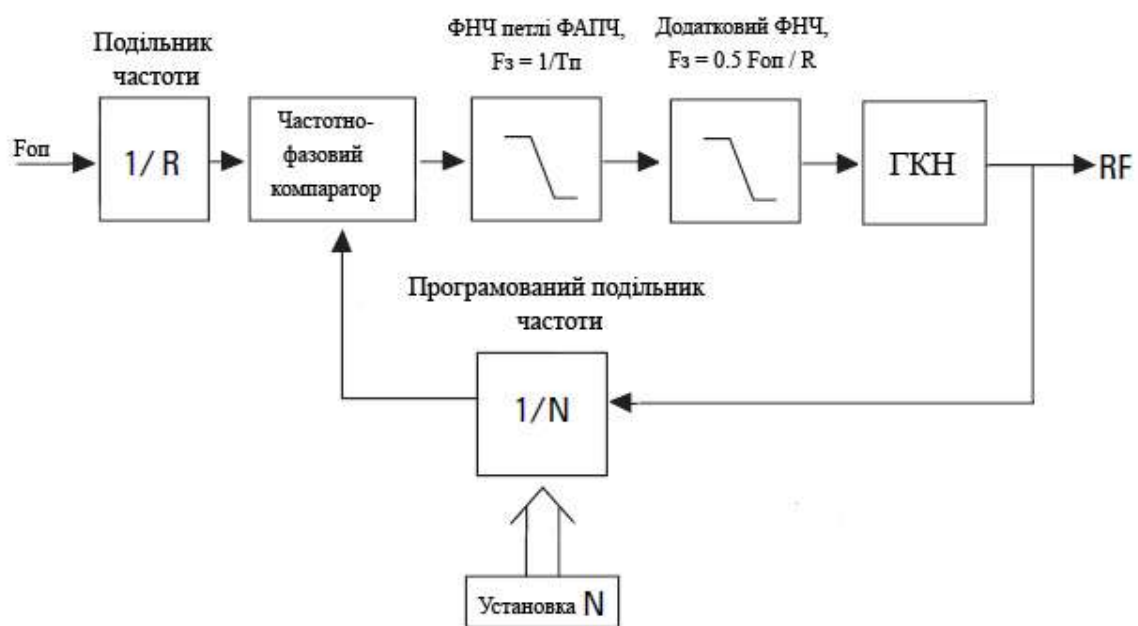 ФНЧ петлі ФАПЧ,
Fз = 1/Тп
Додатковий ФНЧ,
Fз = 0.5 Fоп / R
Подільник
частоти
Fоп
1/ R
Частотно-
фазовий
компаратор
ГКН
RF
Програмований подільник
частоти
1/N
Установка N